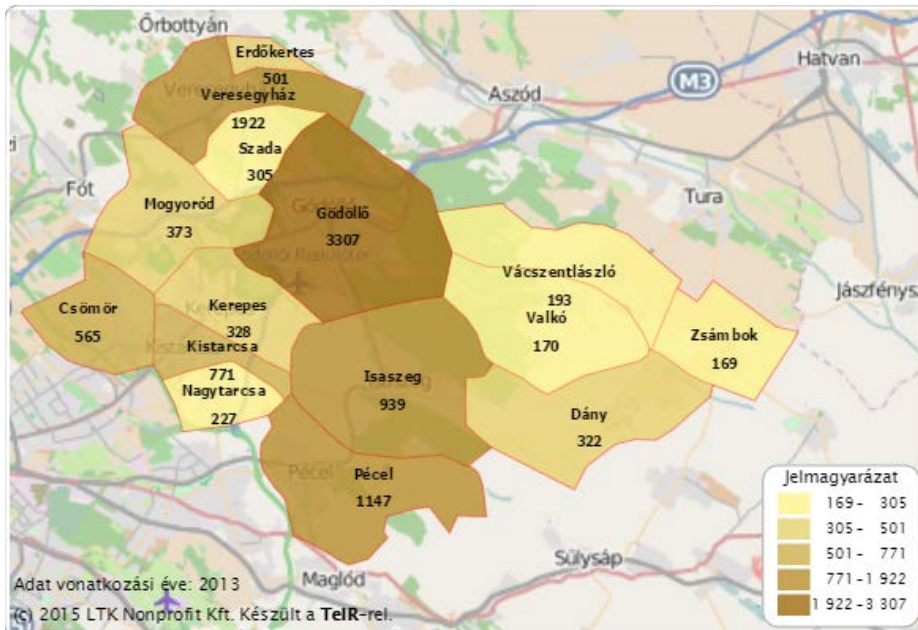 Őrbottyán
Erdőkertes
501
Hatvan
M3
Aszód
Veresegyház
1922
Szada
305
Fót
Mogyoród
373
Gödöllő
3307
Tura
Vácszentlászló
193
Jászfénysz
Csömör
565
Kerepes
328
Valkó
170
Zsámbok
169
Kistarcsa
771
Nagytarcsa
227
Isaszeg
939
Dány
322
Pécel
1147
Jelmagyarázat
169 - 305
305 - 501
501 - 771
771 - 1 922
1 922 - 3 307
Sülysáp
Maglód
Adat vonatkozási éve: 2013
(c) 2015 LTK Nonprofit Kft. Készült a TeIR-rel.